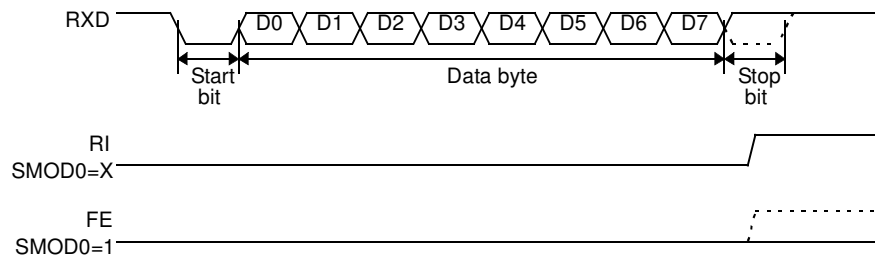 RXD
D0 D1 D2 D3 D4 D5 D6 D7
Start
bit
Data byte
Stop
bit
RI
SMOD0=X
FE
SMOD0=1